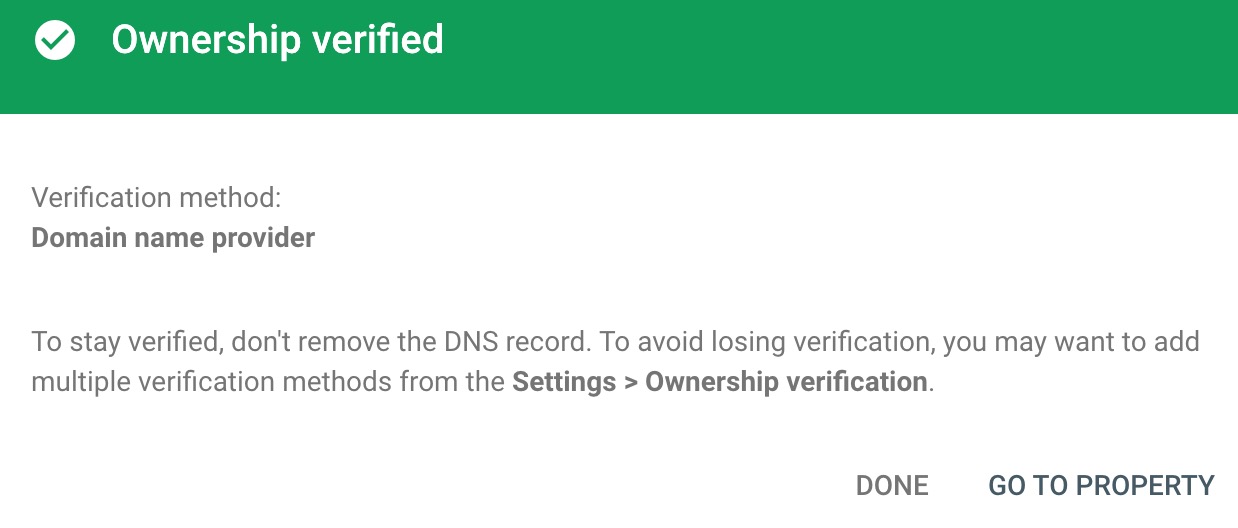 Ownership verified
Verification method:
Domain name provider
To stay verified, don't remove the DNS record. To avoid losing verification, you may want to add
multiple verification methods from the Settings > Ownership verification.
DONE GO TO PROPERTY